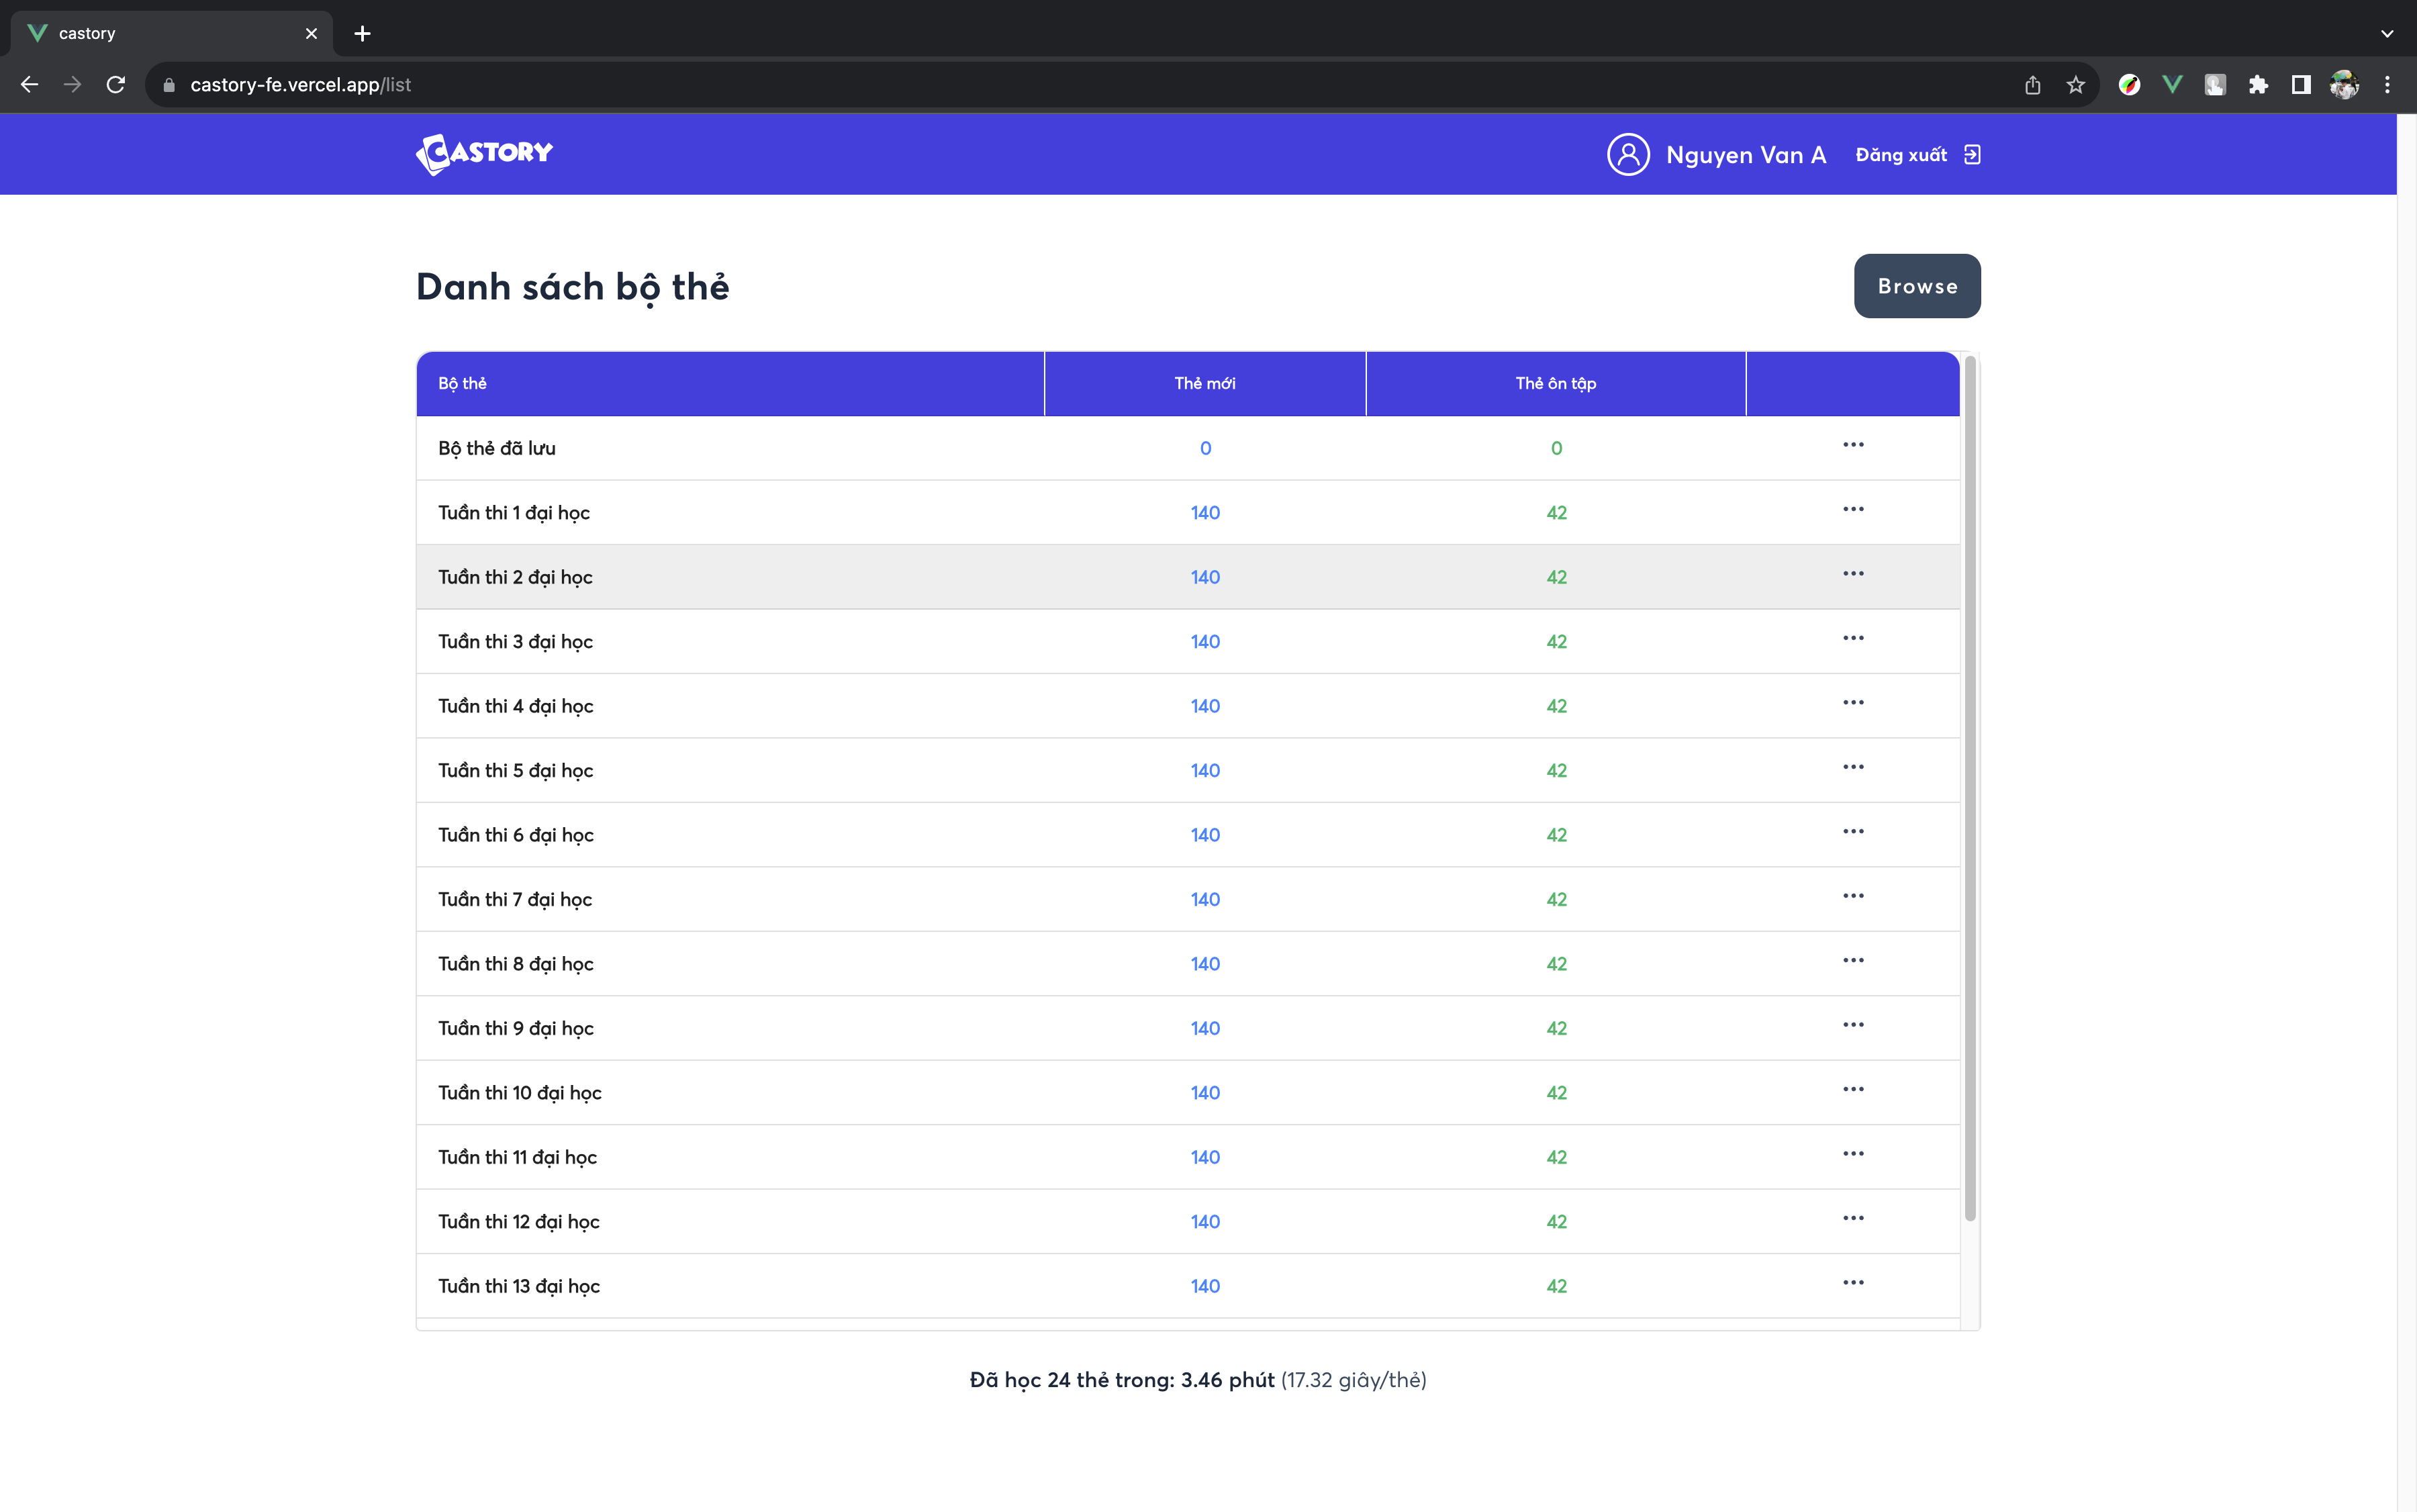 castory
castory-fe.vercel.app/list
CASTORY
Nguyen Van A Đăng xuất
Danh sách bộ thẻ
Browse
Bộ thẻ Thẻ mới Thẻ ôn tập
Bộ thẻ đã lưu 0 0
Tuần thi 1 đại học 140 42
Tuần thi 2 đại học 140 42
Tuần thi 3 đại học 140 42
Tuần thi 4 đại học 140 42
Tuần thi 5 đại học 140 42
Tuần thi 6 đại học 140 42
Tuần thi 7 đại học 140 42
Tuần thi 8 đại học 140 42
Tuần thi 9 đại học 140 42
Tuần thi 10 đại học 140 42
Tuần thi 11 đại học 140 42
Tuần thi 12 đại học 140 42
Tuần thi 13 đại học 140 42
Đã học 24 thẻ trong: 3.46 phút (17.32 giây/thẻ)